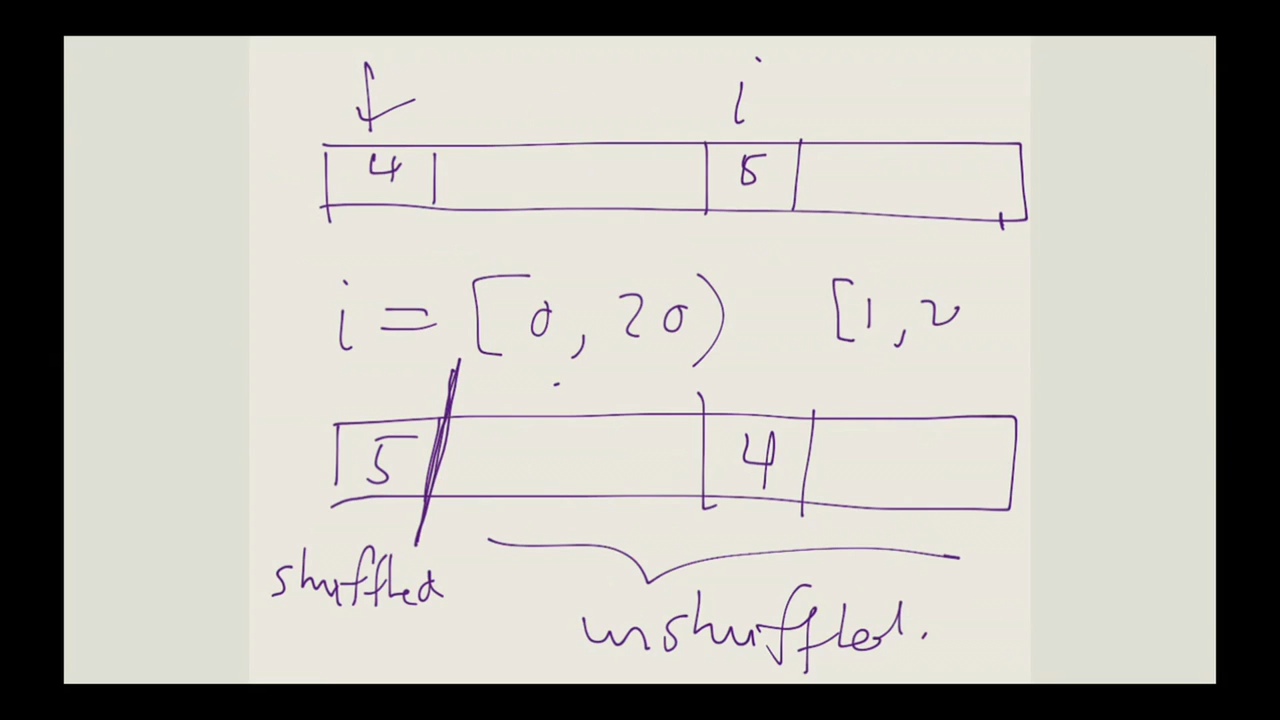 i
4 5
i = [0, 20) [1, 2
5 4
shuffled
unshuffled.